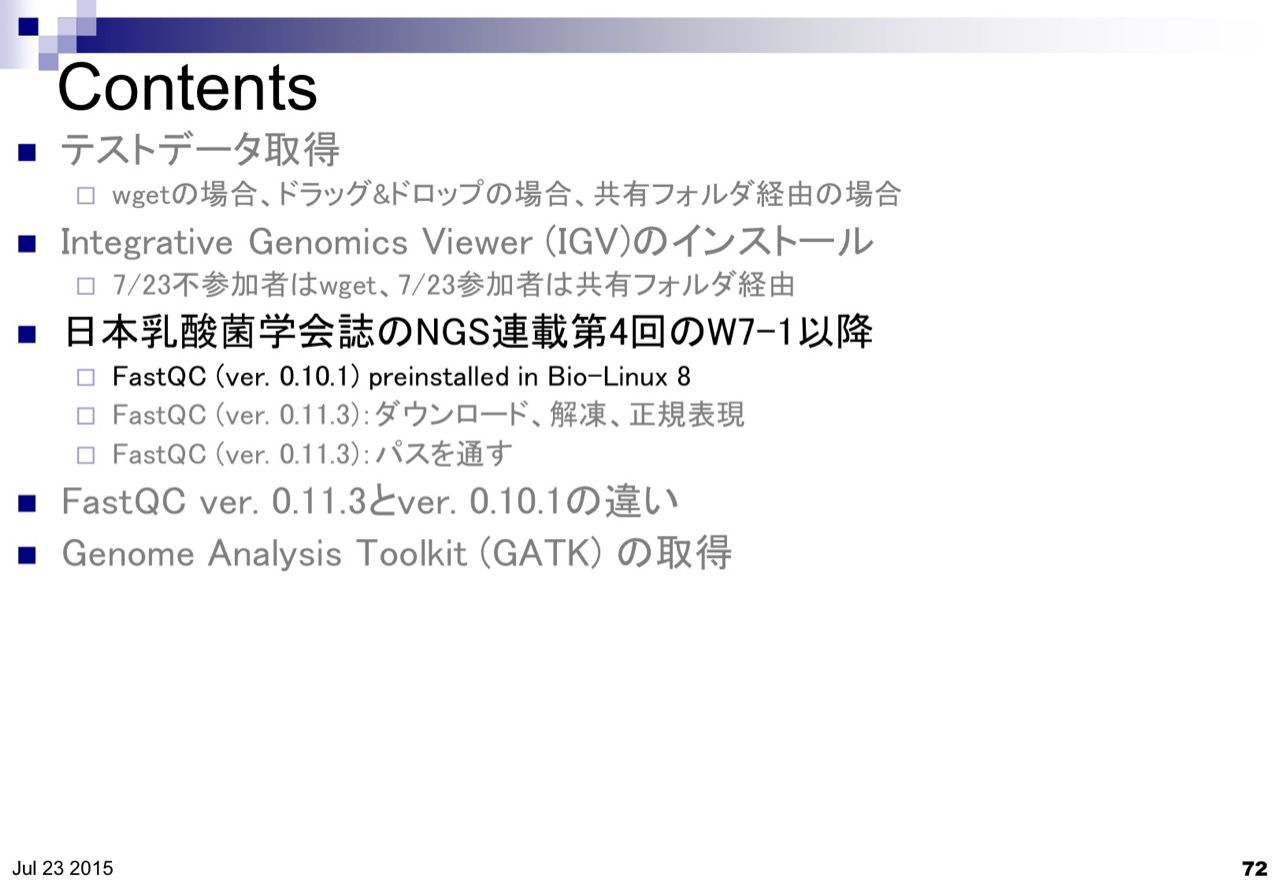 Contents
テストデータ取得
wgetの場合、ドラッグ&ドロップの場合、共有フォルダ経由の場合
Integrative Genomics Viewer (IGV)のインストール
7/23不参加者はwget、7/23参加者は共有フォルダ経由
日本乳酸菌学会誌のNGS連載第4回のW7-1以降
FastQC (ver. 0.10.1) preinstalled in Bio-Linux 8
FastQC (ver. 0.11.3):ダウンロード、解凍、正規表現
FastQC (ver. 0.11.3):パスを通す
FastQC ver. 0.11.3とver. 0.10.1の違い
Genome Analysis Toolkit (GATK) の取得
Jul 23 2015
72